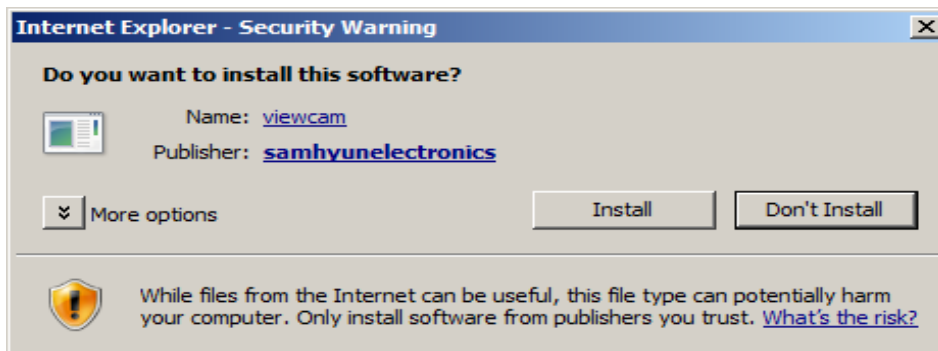 Internet Explorer - Security Warning
Do you want to install this software?
Name: viewcam
Publisher: samhyunelectronics
More options
Install
Don't Install
While files from the Internet can be useful, this file type can potentially harm
your computer. Only install software from publishers you trust. What's the risk?